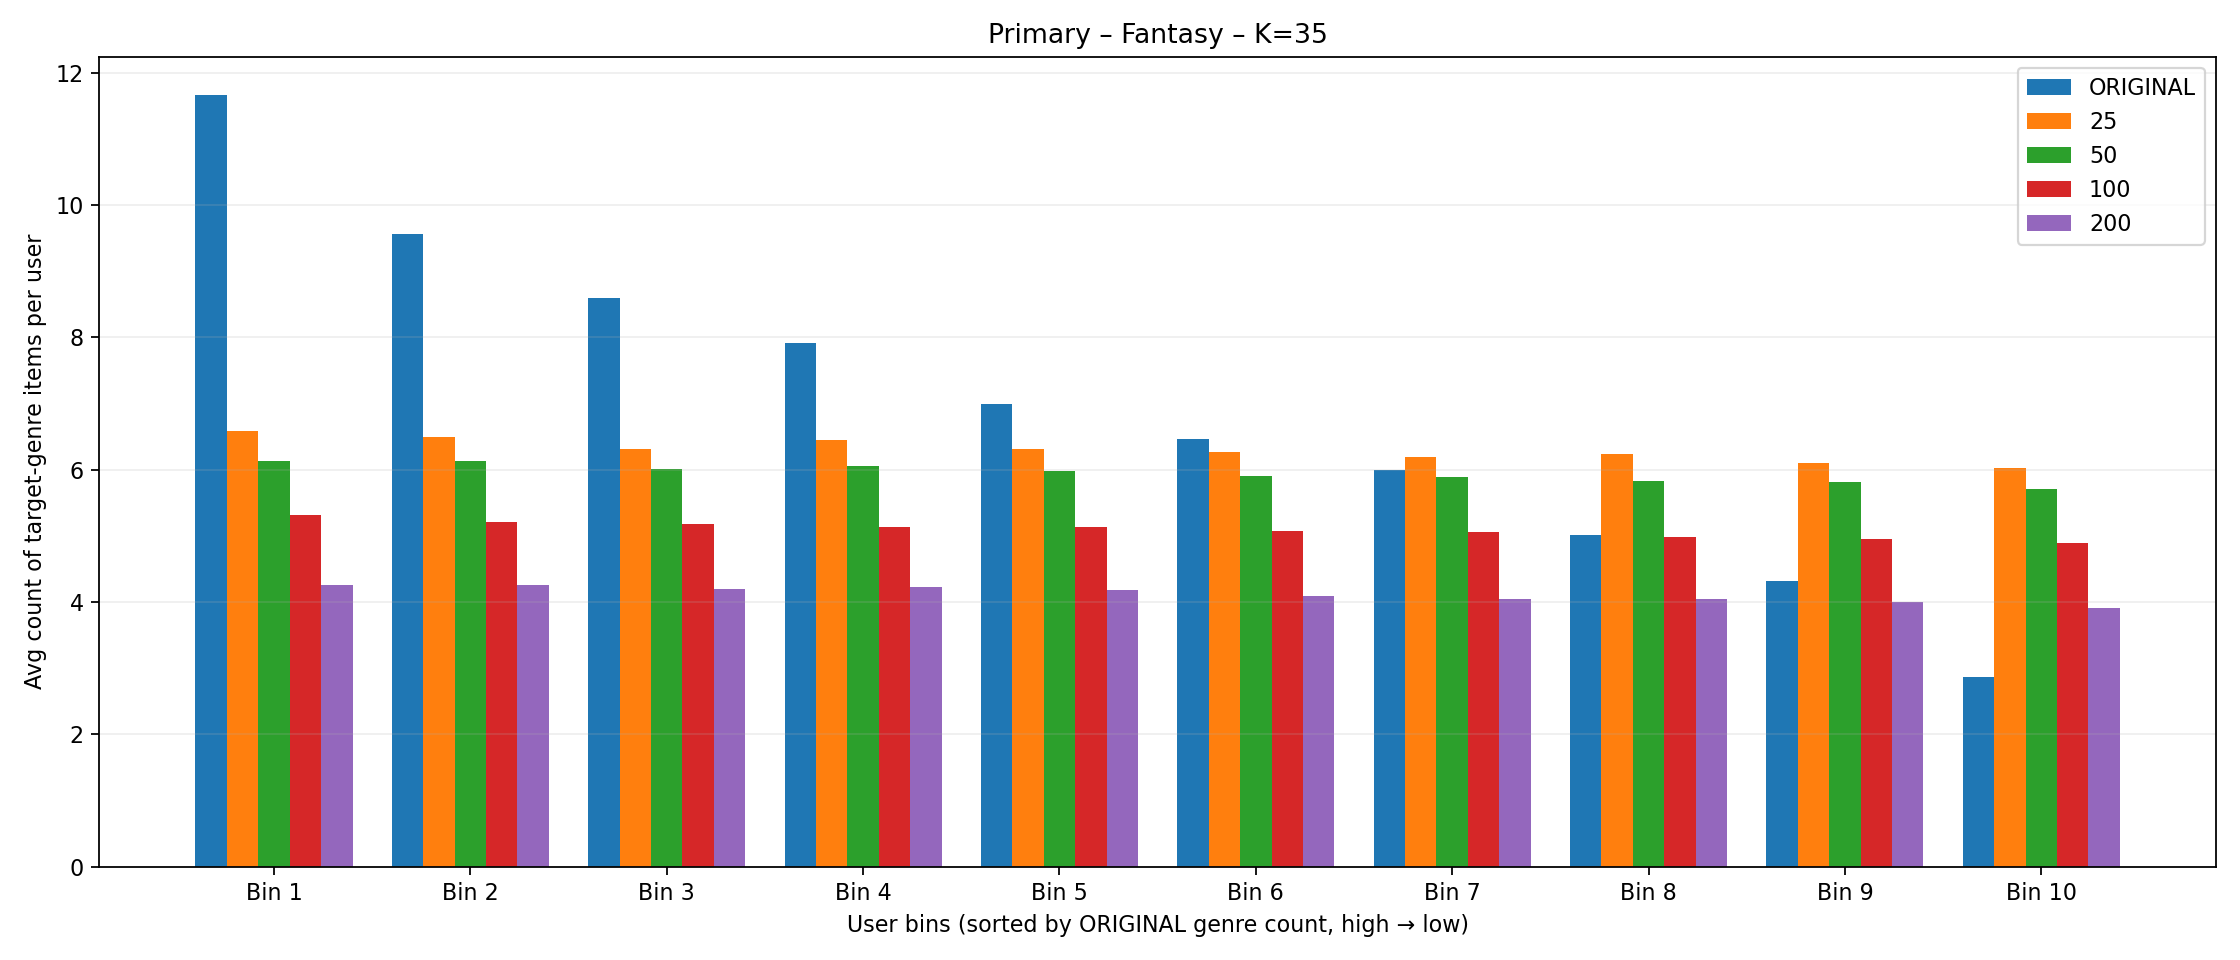 Primary – Fantasy – K=35
12
10
8
6
4
2
0
Avg count of target-genre items per user
ORIGINAL
25
50
100
200
Bin 1
Bin 2
Bin 3
Bin 4
Bin 5
Bin 6
Bin 7
Bin 8
Bin 9
Bin 10
User bins (sorted by ORIGINAL genre count, high → low)